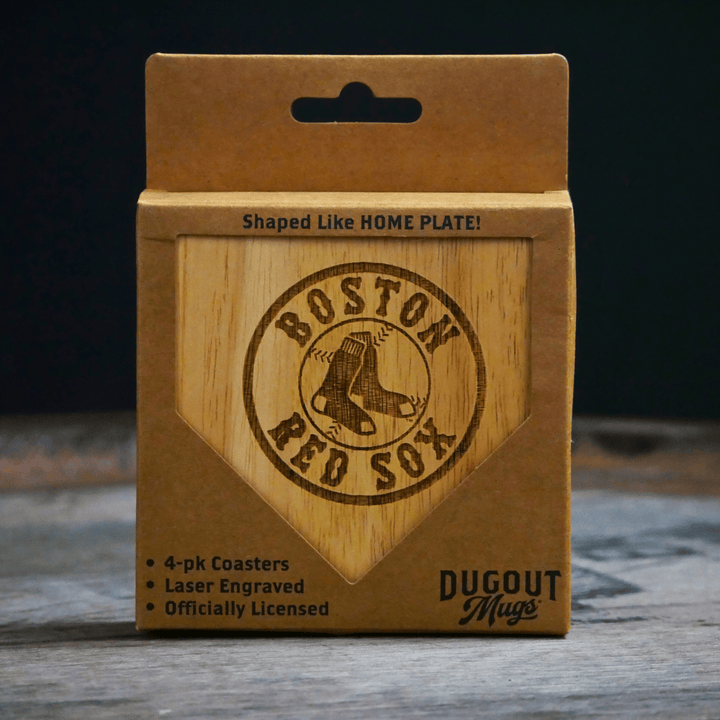 Shaped Like HOME PLATE!
BOSTON
RED SOX
• 4-pk Coasters
• Laser Engraved
• Officially Licensed
DUGOUT
Mugs